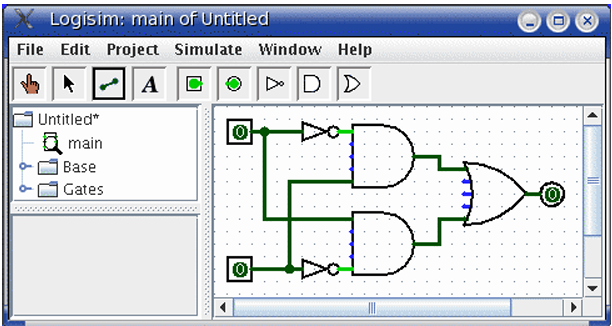 Logisim: main of Untitled
File Edit Project Simulate Window Help
A
Untitled*
main
Base
Gates
0
0
0